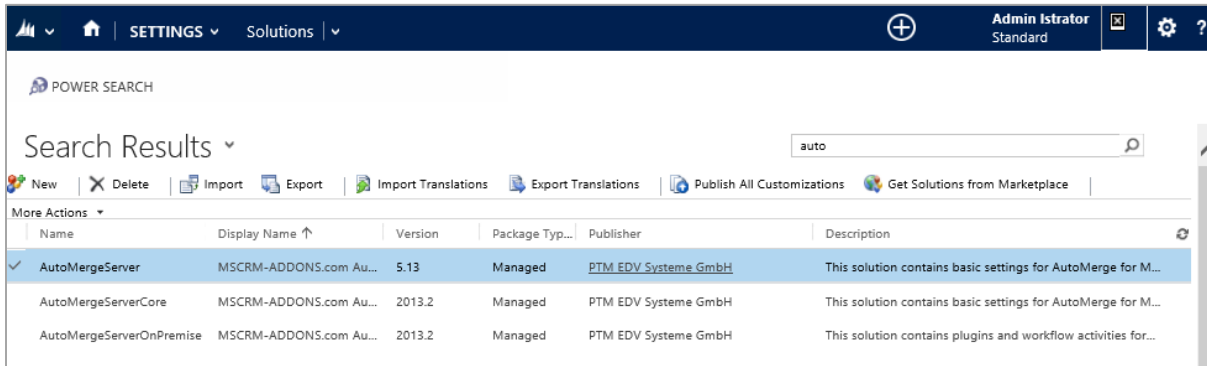 SETTINGS Solutions Admin Istrator
Standard ?
POWER SEARCH
Search Results auto
New Delete Import Export Import Translations Export Translations Publish All Customizations Get Solutions from Marketplace
More Actions
Name Display Name ↑ Version Package Typ... Publisher Description
AutoMergeServer MSCRM-ADDONS.com Au... 5.13 Managed PTM EDV Systeme GmbH This solution contains basic settings for AutoMerge for M...
AutoMergeServerCore MSCRM-ADDONS.com Au... 2013.2 Managed PTM EDV Systeme GmbH This solution contains basic settings for AutoMerge for M...
AutoMergeServerOnPremise MSCRM-ADDONS.com Au... 2013.2 Managed PTM EDV Systeme GmbH This solution contains plugins and workflow activities for...